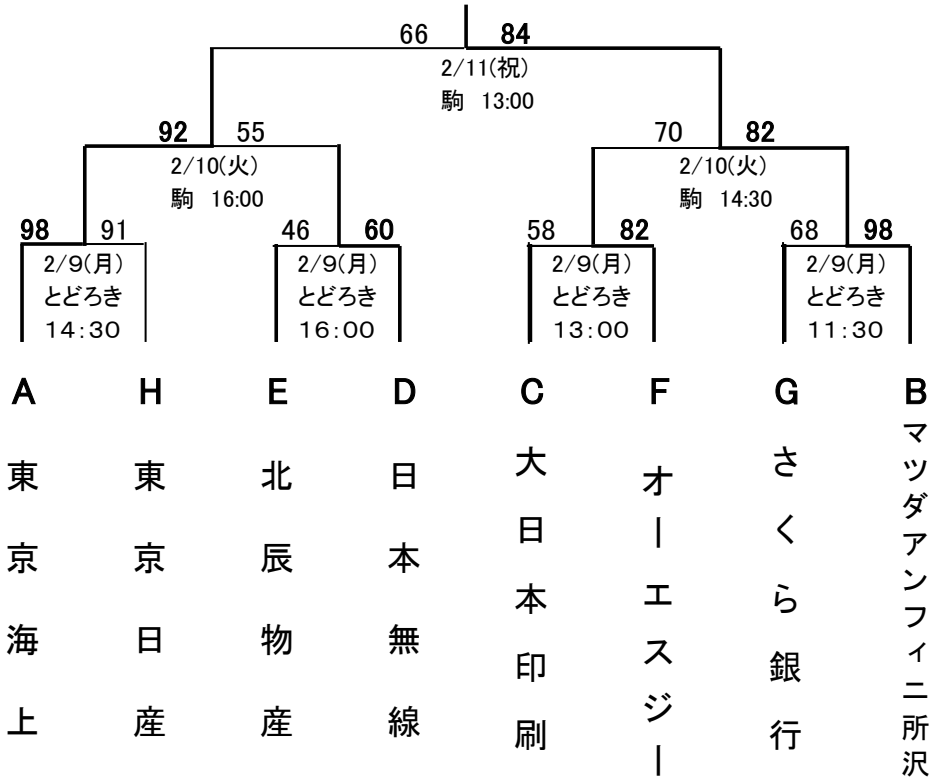 66 84
2/11(祝)
駒 13:00
92 55 70 82
2/10(火) 2/10(火)
駒 16:00 駒 14:30
98 91 46 60 58 82 68 98
2/9(月) 2/9(月) 2/9(月) 2/9(月)
とどろき とどろき とどろき とどろき
14:30 16:00 13:00 11:30
A H E D C F G B
東京海上
東京日産
北辰物産
日本無線
大日本印刷
オーエスジー
さくら銀行
マツダアンフィニ所沢